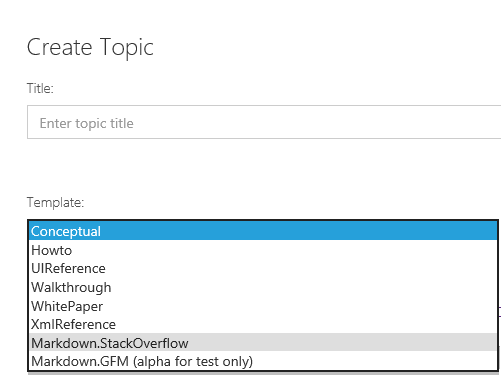 Create Topic
Title:
Enter topic title
Template:
Conceptual
Howto
UIReference
Walkthrough
WhitePaper
XmlReference
Markdown.StackOverflow
Markdown.GFM (alpha for test only)